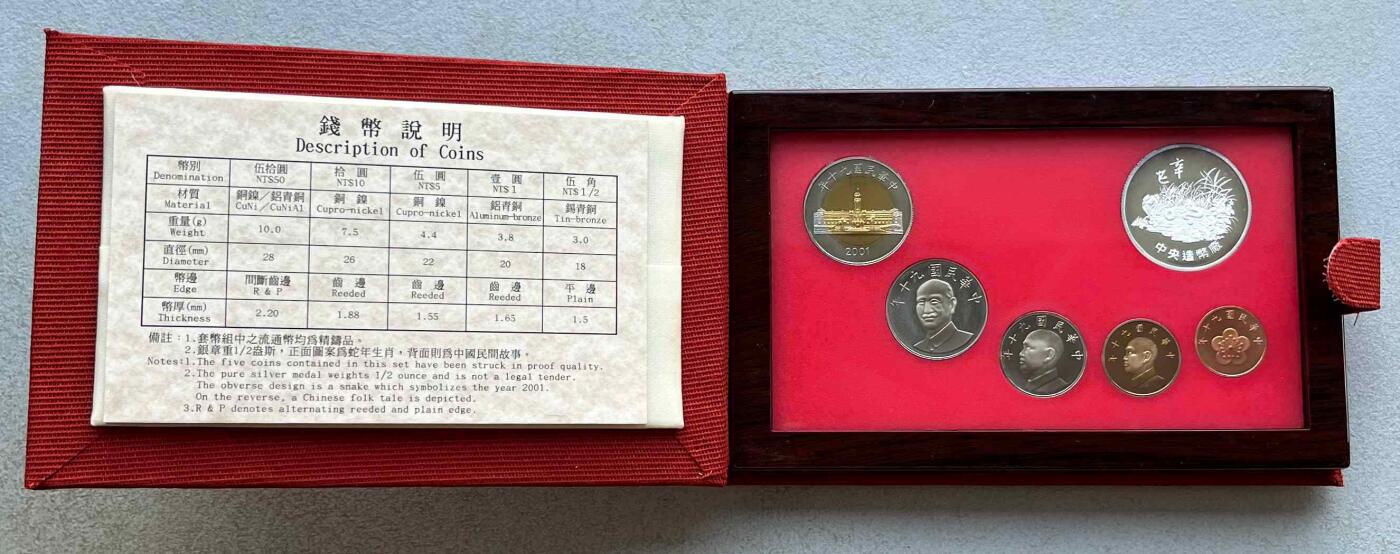 錢幣說明
Description of Coins
幣別 伍拾圓 拾圓 伍圓 壹圓 伍角
Denomination NT$50 NT$10 NT$5 NT$1 NT$1/2
材質 銅鎳／鋁青銅 銅鎳 銅鎳 鋁青銅 錫青銅
Material CuNi／CuNiAl Cupro-nickel Cupro-nickel Aluminum-bronze Tin-bronze
重量(g) 10.0 7.5 4.4 3.8 3.0
Weight
直徑(mm) 28 26 22 20 18
Diameter
幣邊 間斷齒邊 齒邊 齒邊 齒邊 平邊
Edge R & P Reeded Reeded Reeded Plain
幣厚(mm) 2.20 1.88 1.55 1.65 1.5
Thickness
備註：1.套幣組中之流通幣均爲精鑄品。
2.銀章重1/2盎斯，正面圖案爲蛇年生肖，背面則爲中國民間故事。
Notes:1.The five coins contained in this set have been struck in proof quality.
2.The pure silver medal weights 1/2 ounce and is not a legal tender.
The obverse design is a snake which symbolizes the year 2001.
On the reverse, a Chinese folk tale is depicted.
3.R & P denotes alternating reeded and plain edge.
年十九國民華中
2001
辛
巳
中央造幣廠
年十九國民華中
年十九國民華中
年十九國民華中
年十九國民華中